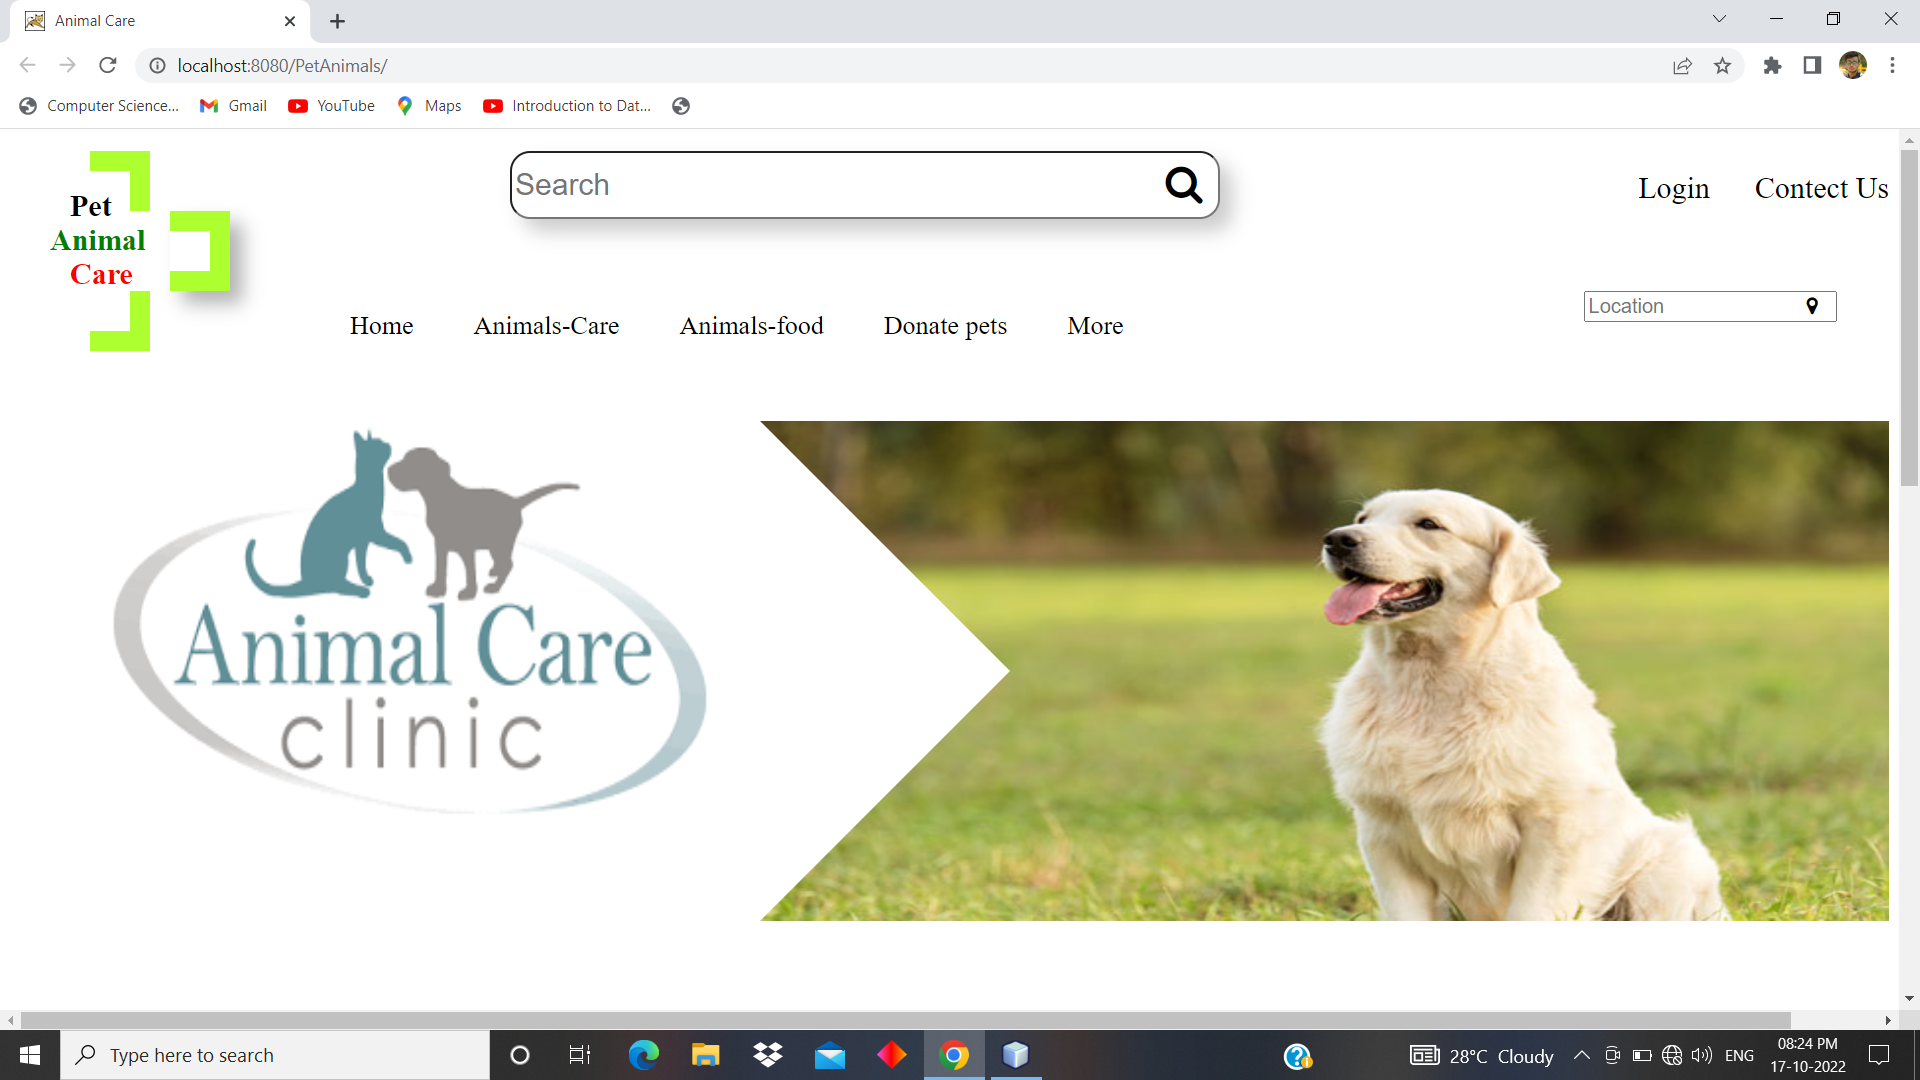 Animal Care
localhost:8080/PetAnimals/
Computer Science...
Gmail
YouTube
Maps
Introduction to Dat...
Search
Login
Contect Us
Pet
Animal
Care
Location
Home
Animals-Care
Animals-food
Donate pets
More
Animal Care
clinic
Type here to search
28°C Cloudy
ENG
08:24 PM
17-10-2022